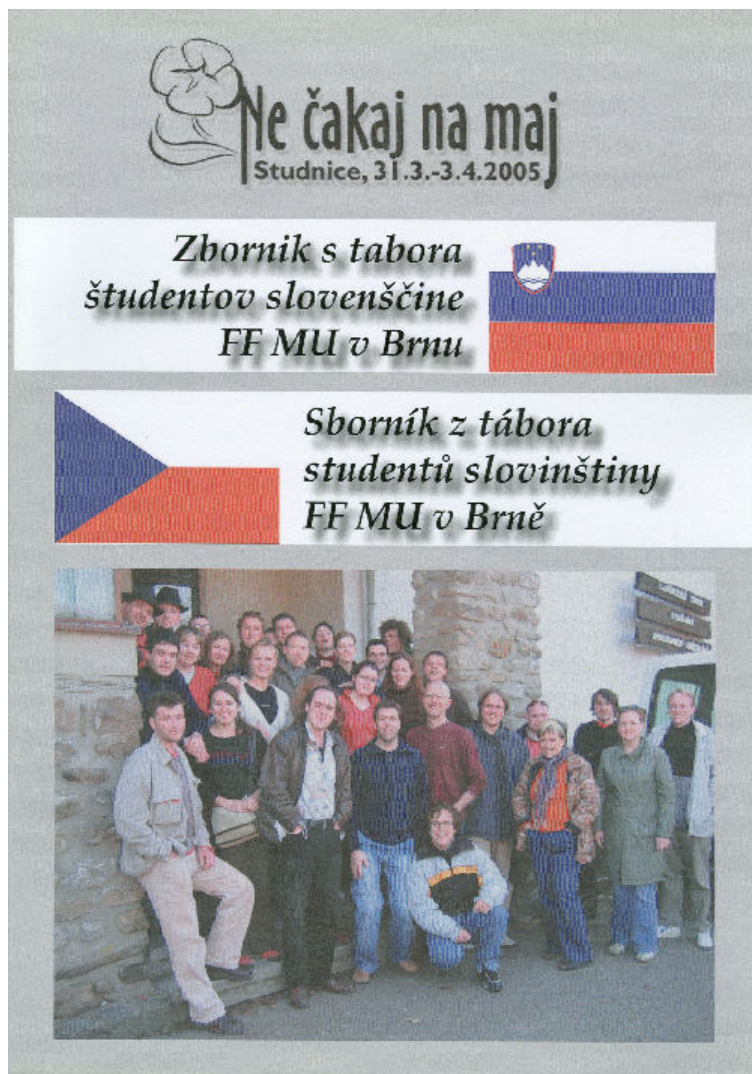 Ne čakaj na maj
Studnice, 31.3.-3.4.2005
Zbornik s tabora
študentov slovenščine
FF MU v Brnu
Sborník z tábora
studentů slovinštiny
FF MU v Brně